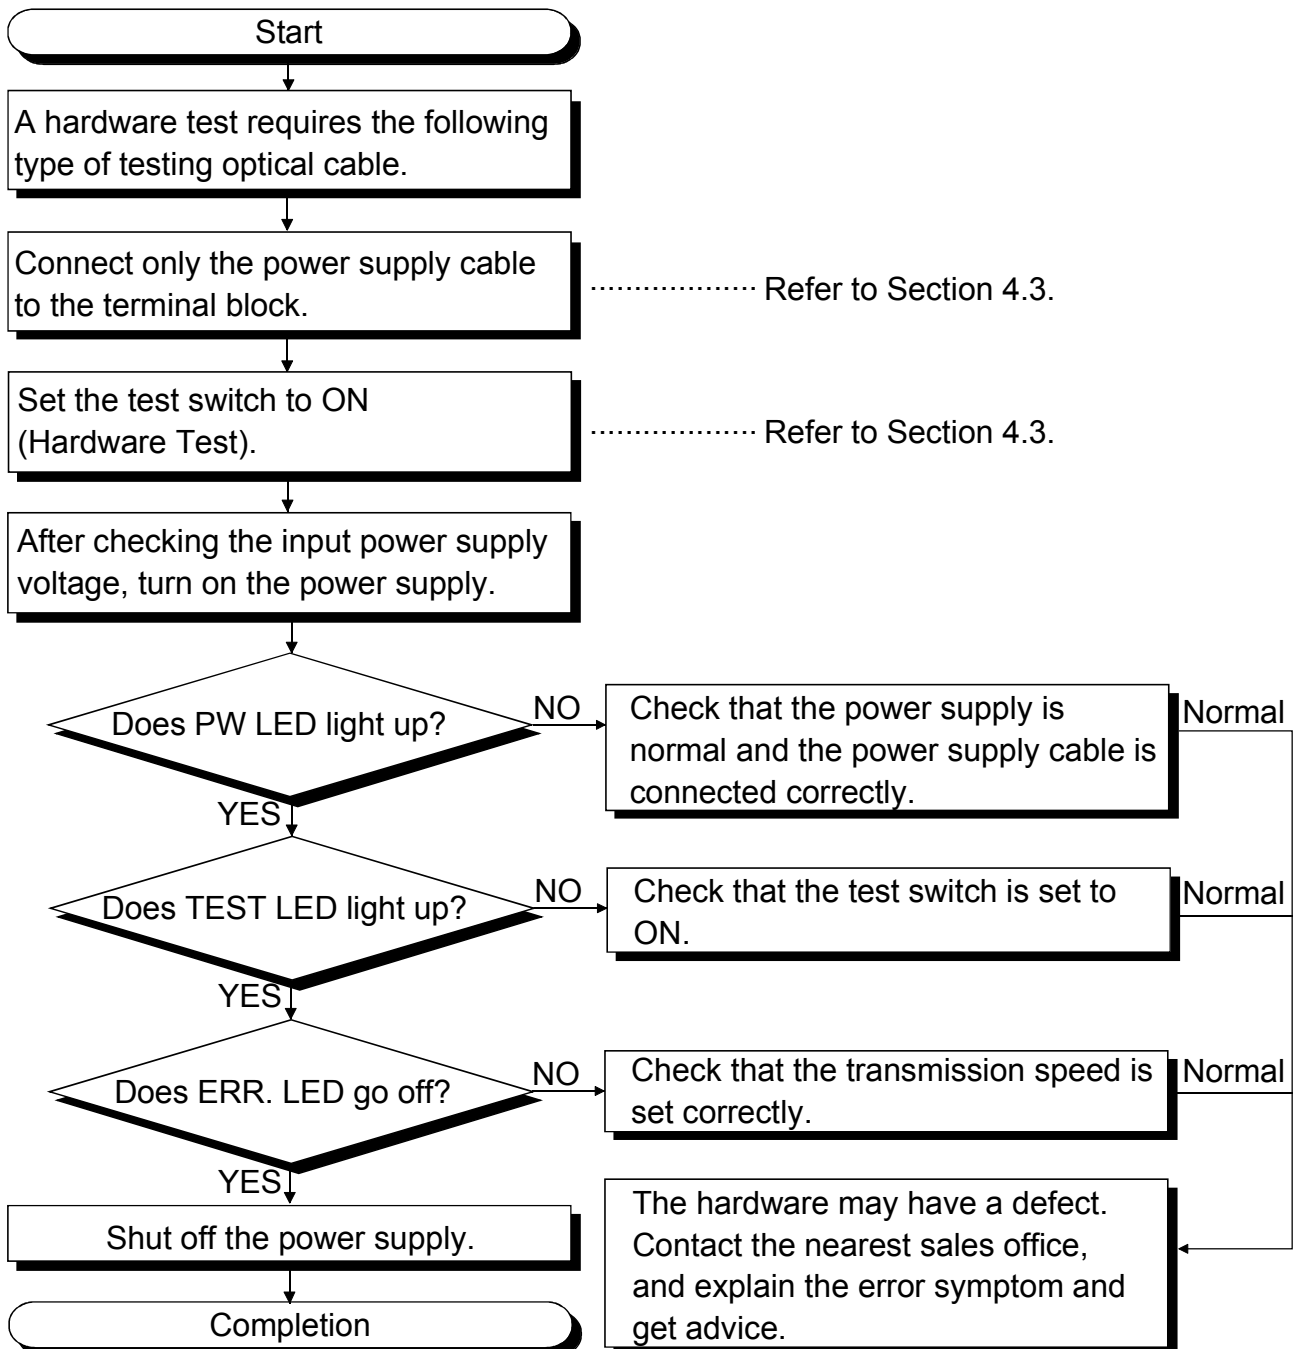 Start
A hardware test requires the following
type of testing optical cable.
Connect only the power supply cable
to the terminal block.
Refer to Section 4.3.
Set the test switch to ON
(Hardware Test).
Refer to Section 4.3.
After checking the input power supply
voltage, turn on the power supply.
Does PW LED light up?
NO
Check that the power supply is
normal and the power supply cable is
connected correctly.
Normal
YES
Does TEST LED light up?
NO
Check that the test switch is set to
ON.
Normal
YES
Does ERR. LED go off?
NO
Check that the transmission speed is
set correctly.
Normal
YES
Shut off the power supply.
The hardware may have a defect.
Contact the nearest sales office,
and explain the error symptom and
get advice.
Completion